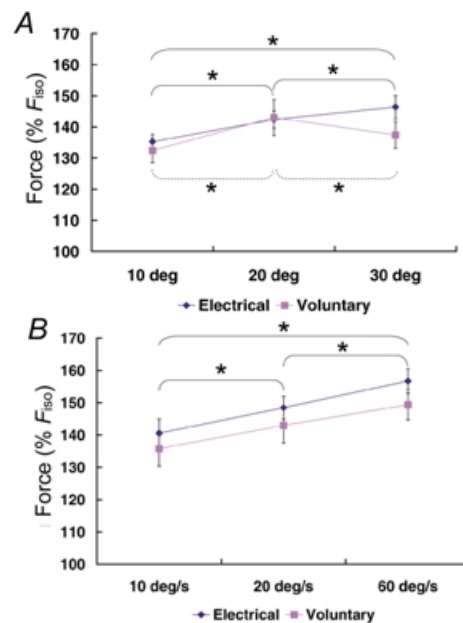 A
*
* *
170
160
150
140
130
120
110
100
Force (% Fiso)
* *
10 deg 20 deg 30 deg
Electrical Voluntary
B
*
* *
170
160
150
140
130
120
110
100
Force (% Fiso)
10 deg/s 20 deg/s 60 deg/s
Electrical Voluntary